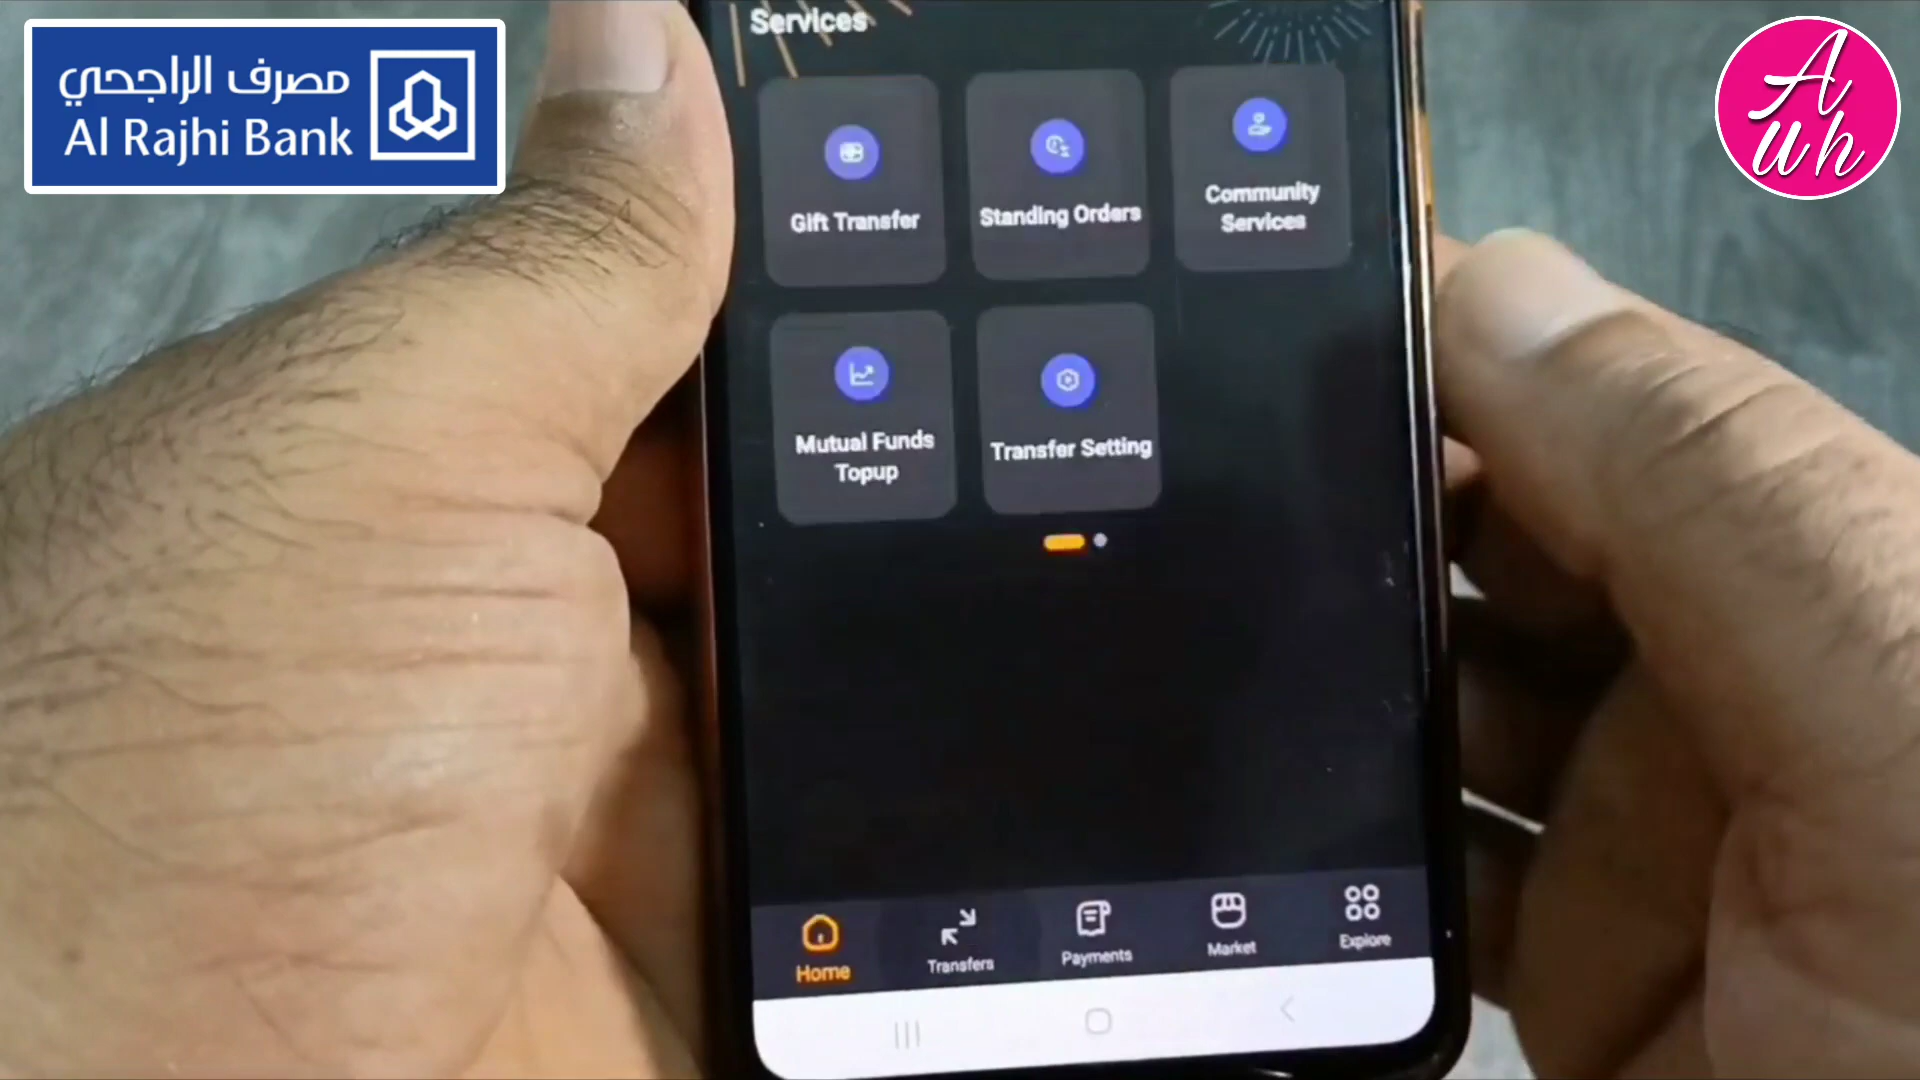 مصرف الراجحي
Al Rajhi Bank
A
uh
Services
Gift Transfer
Standing Orders
Community
Services
Mutual Funds
Topup
Transfer Setting
Home
Transfers
Payments
Market
Explore